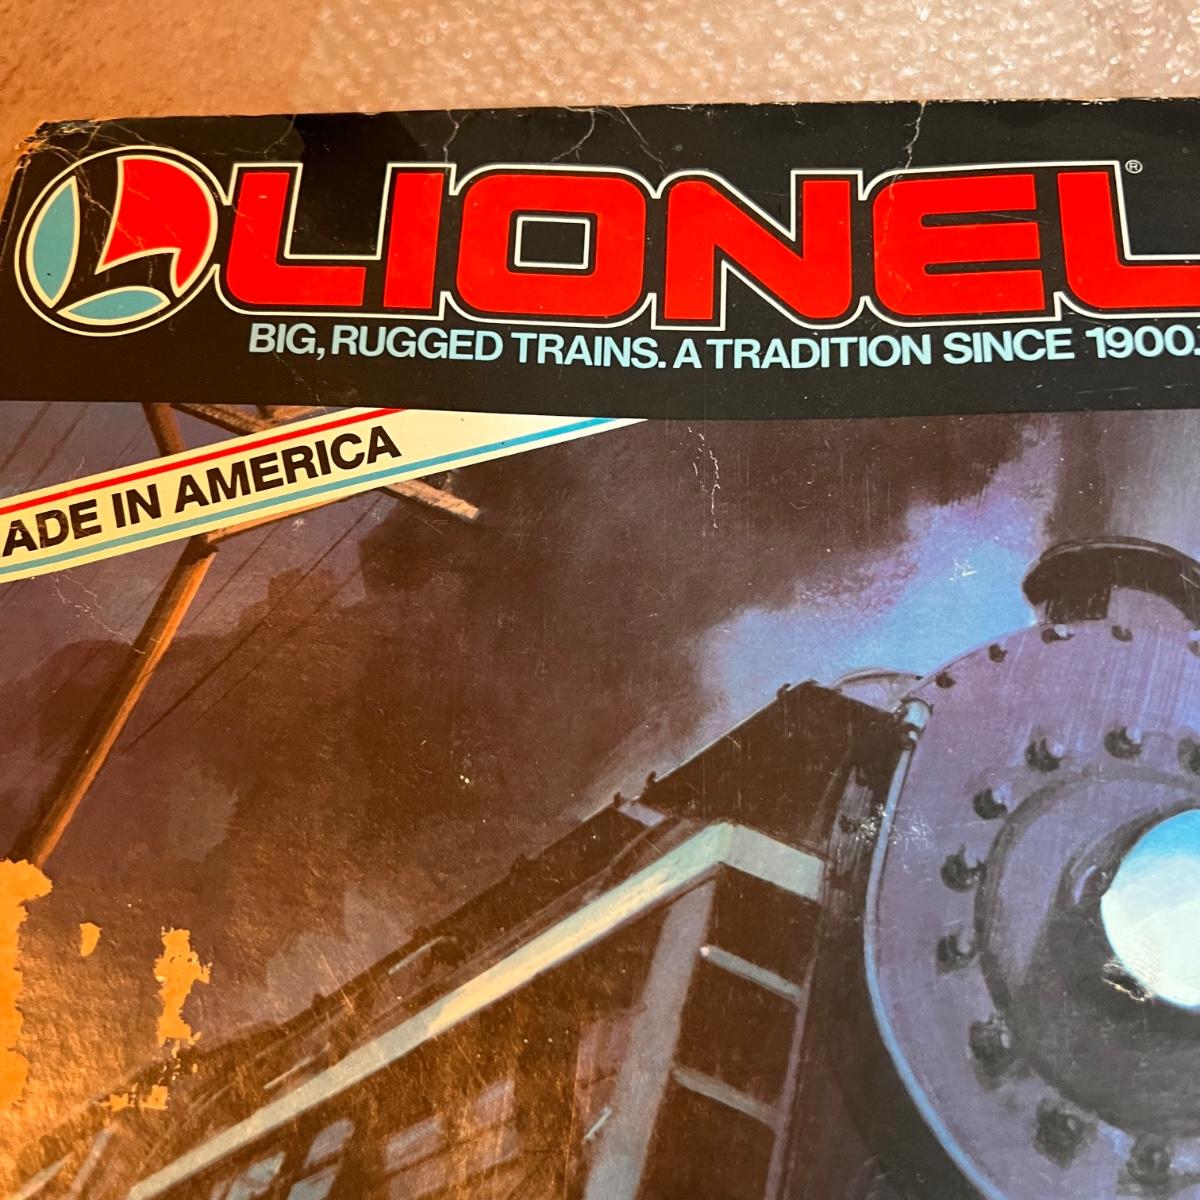 LIONEL®
BIG, RUGGED TRAINS. A TRADITION SINCE 1900.
ADE IN AMERICA